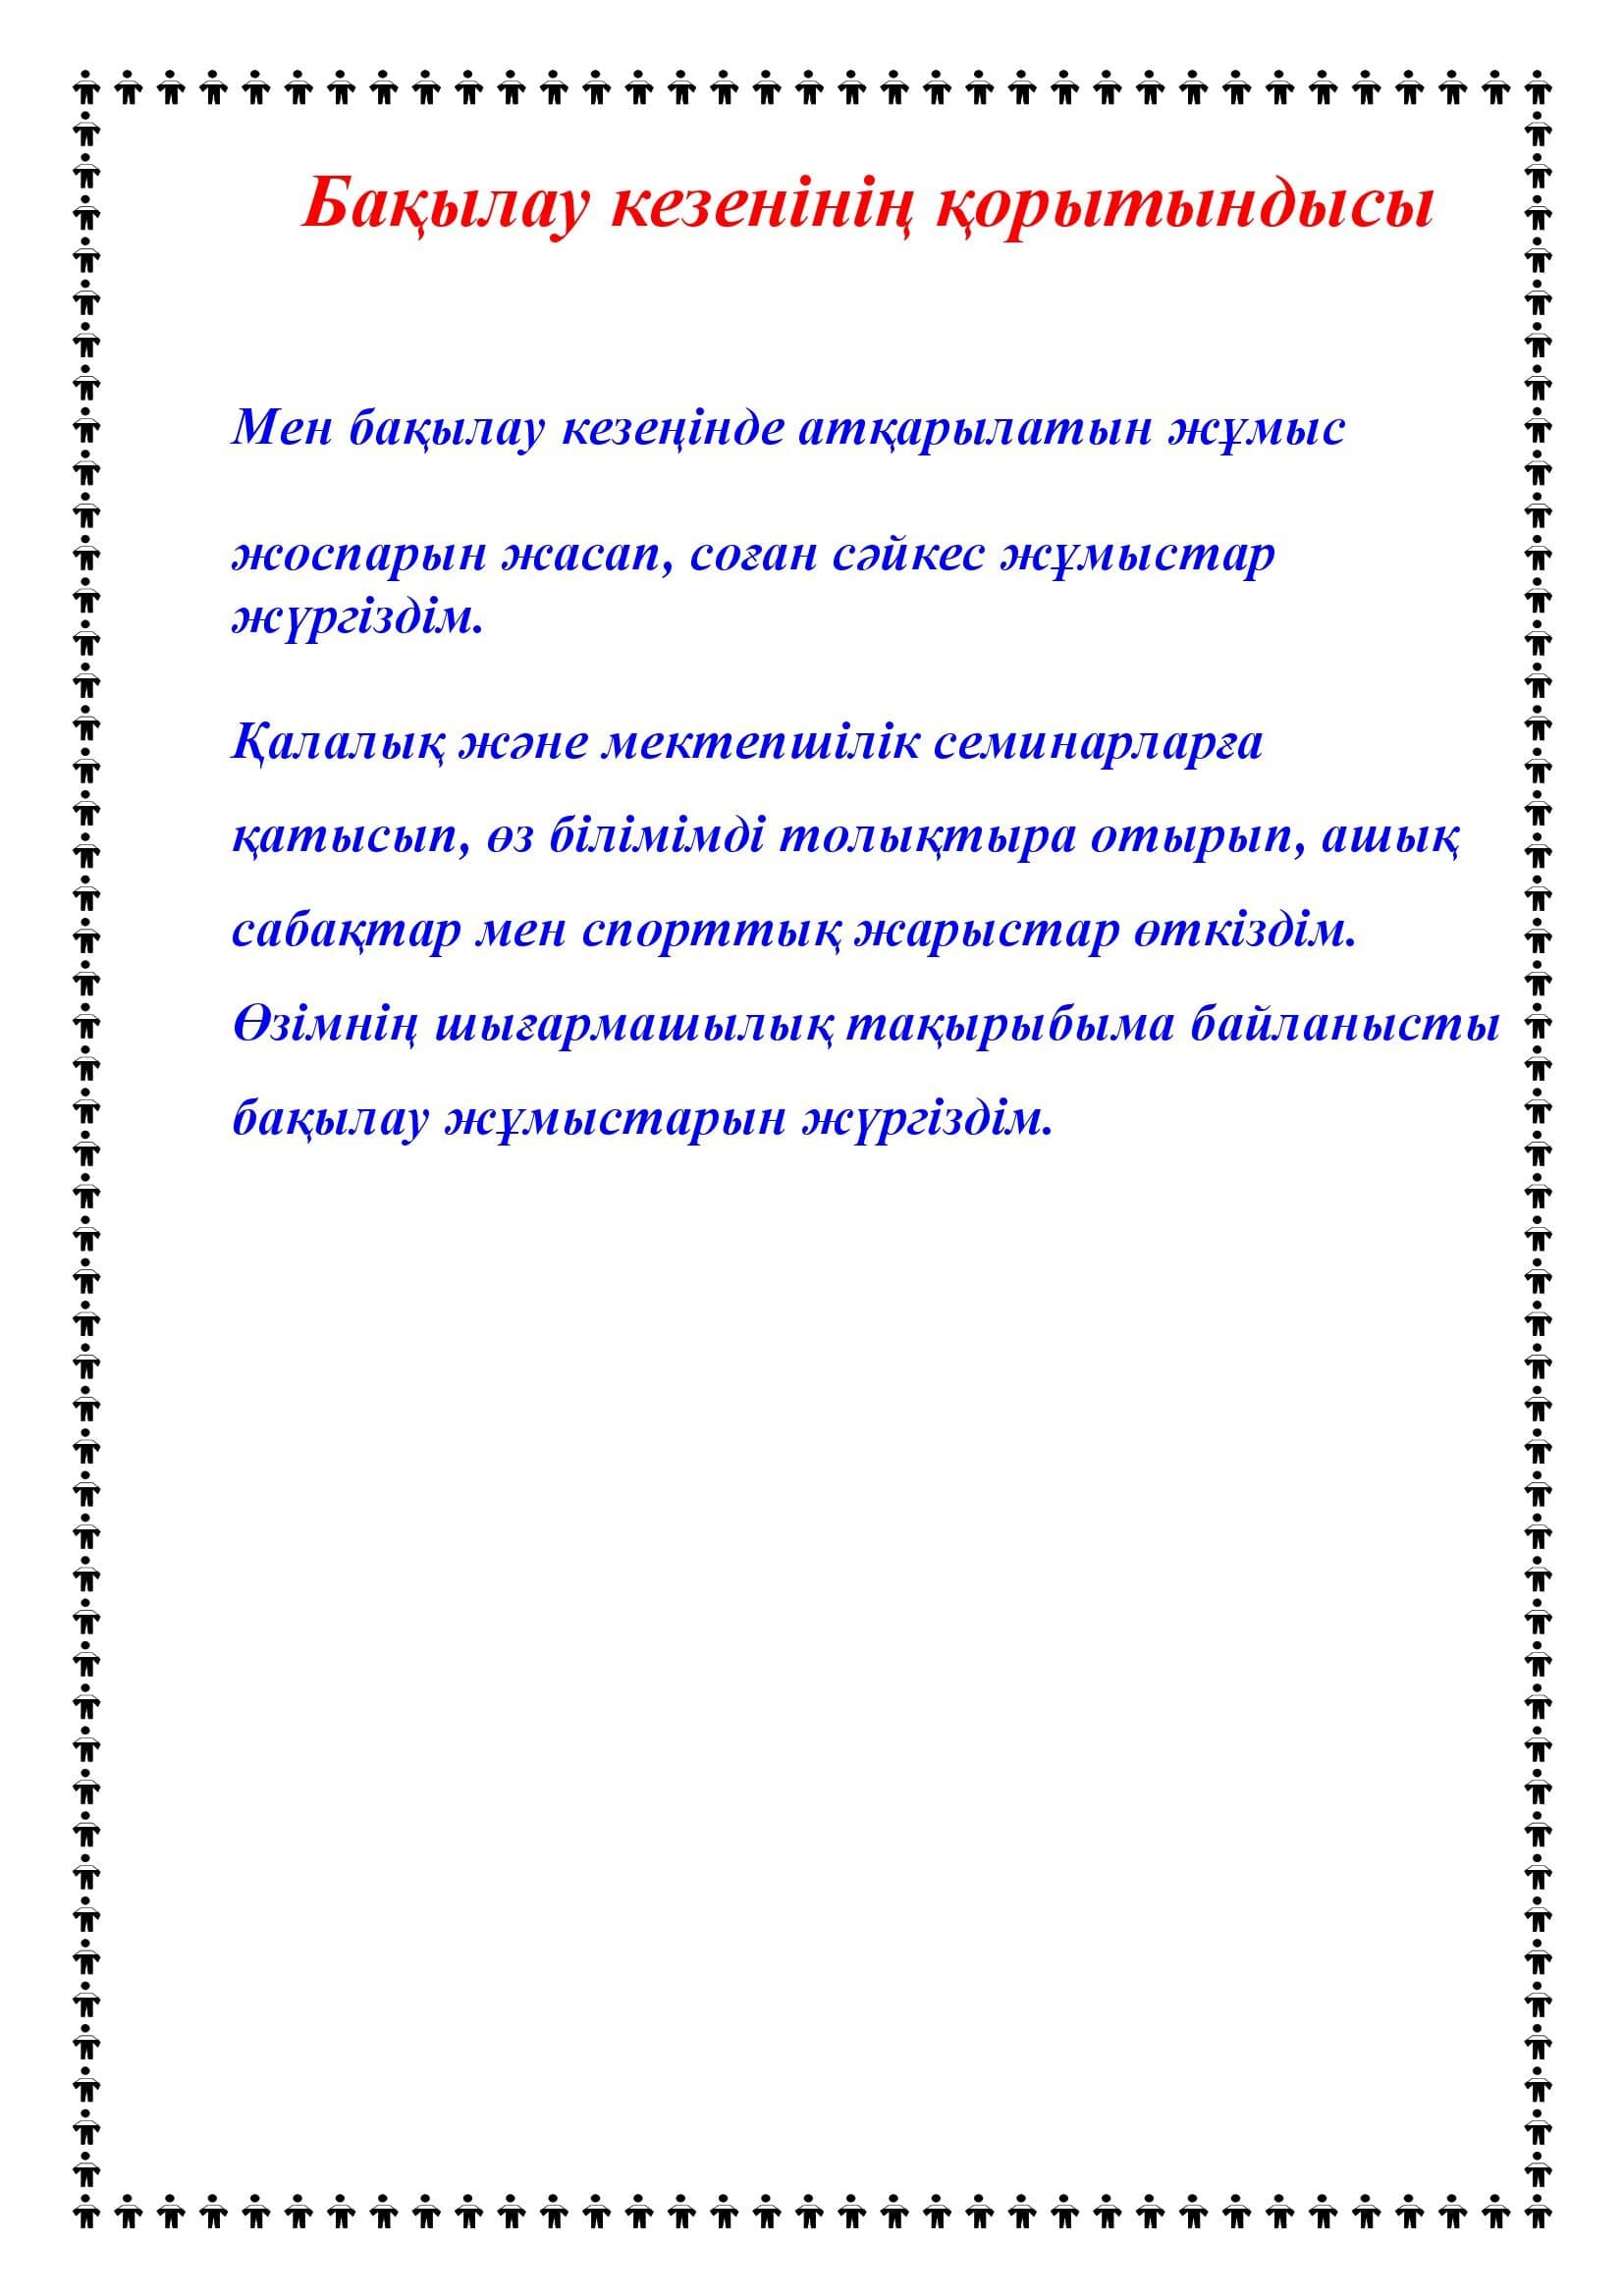 Бақылау кезенінің қорытындысы
Мен бақылау кезеңінде атқарылатын жұмыс
жоспарын жасап, соған сәйкес жұмыстар
жүргіздім.
Қалалық және мектепшілік семинарларға
қатысып, өз білімімді толықтыра отырып, ашық
сабақтар мен спорттық жарыстар өткіздім.
Өзімнің шығармашылық тақырыбыма байланысты
бақылау жұмыстарын жүргіздім.